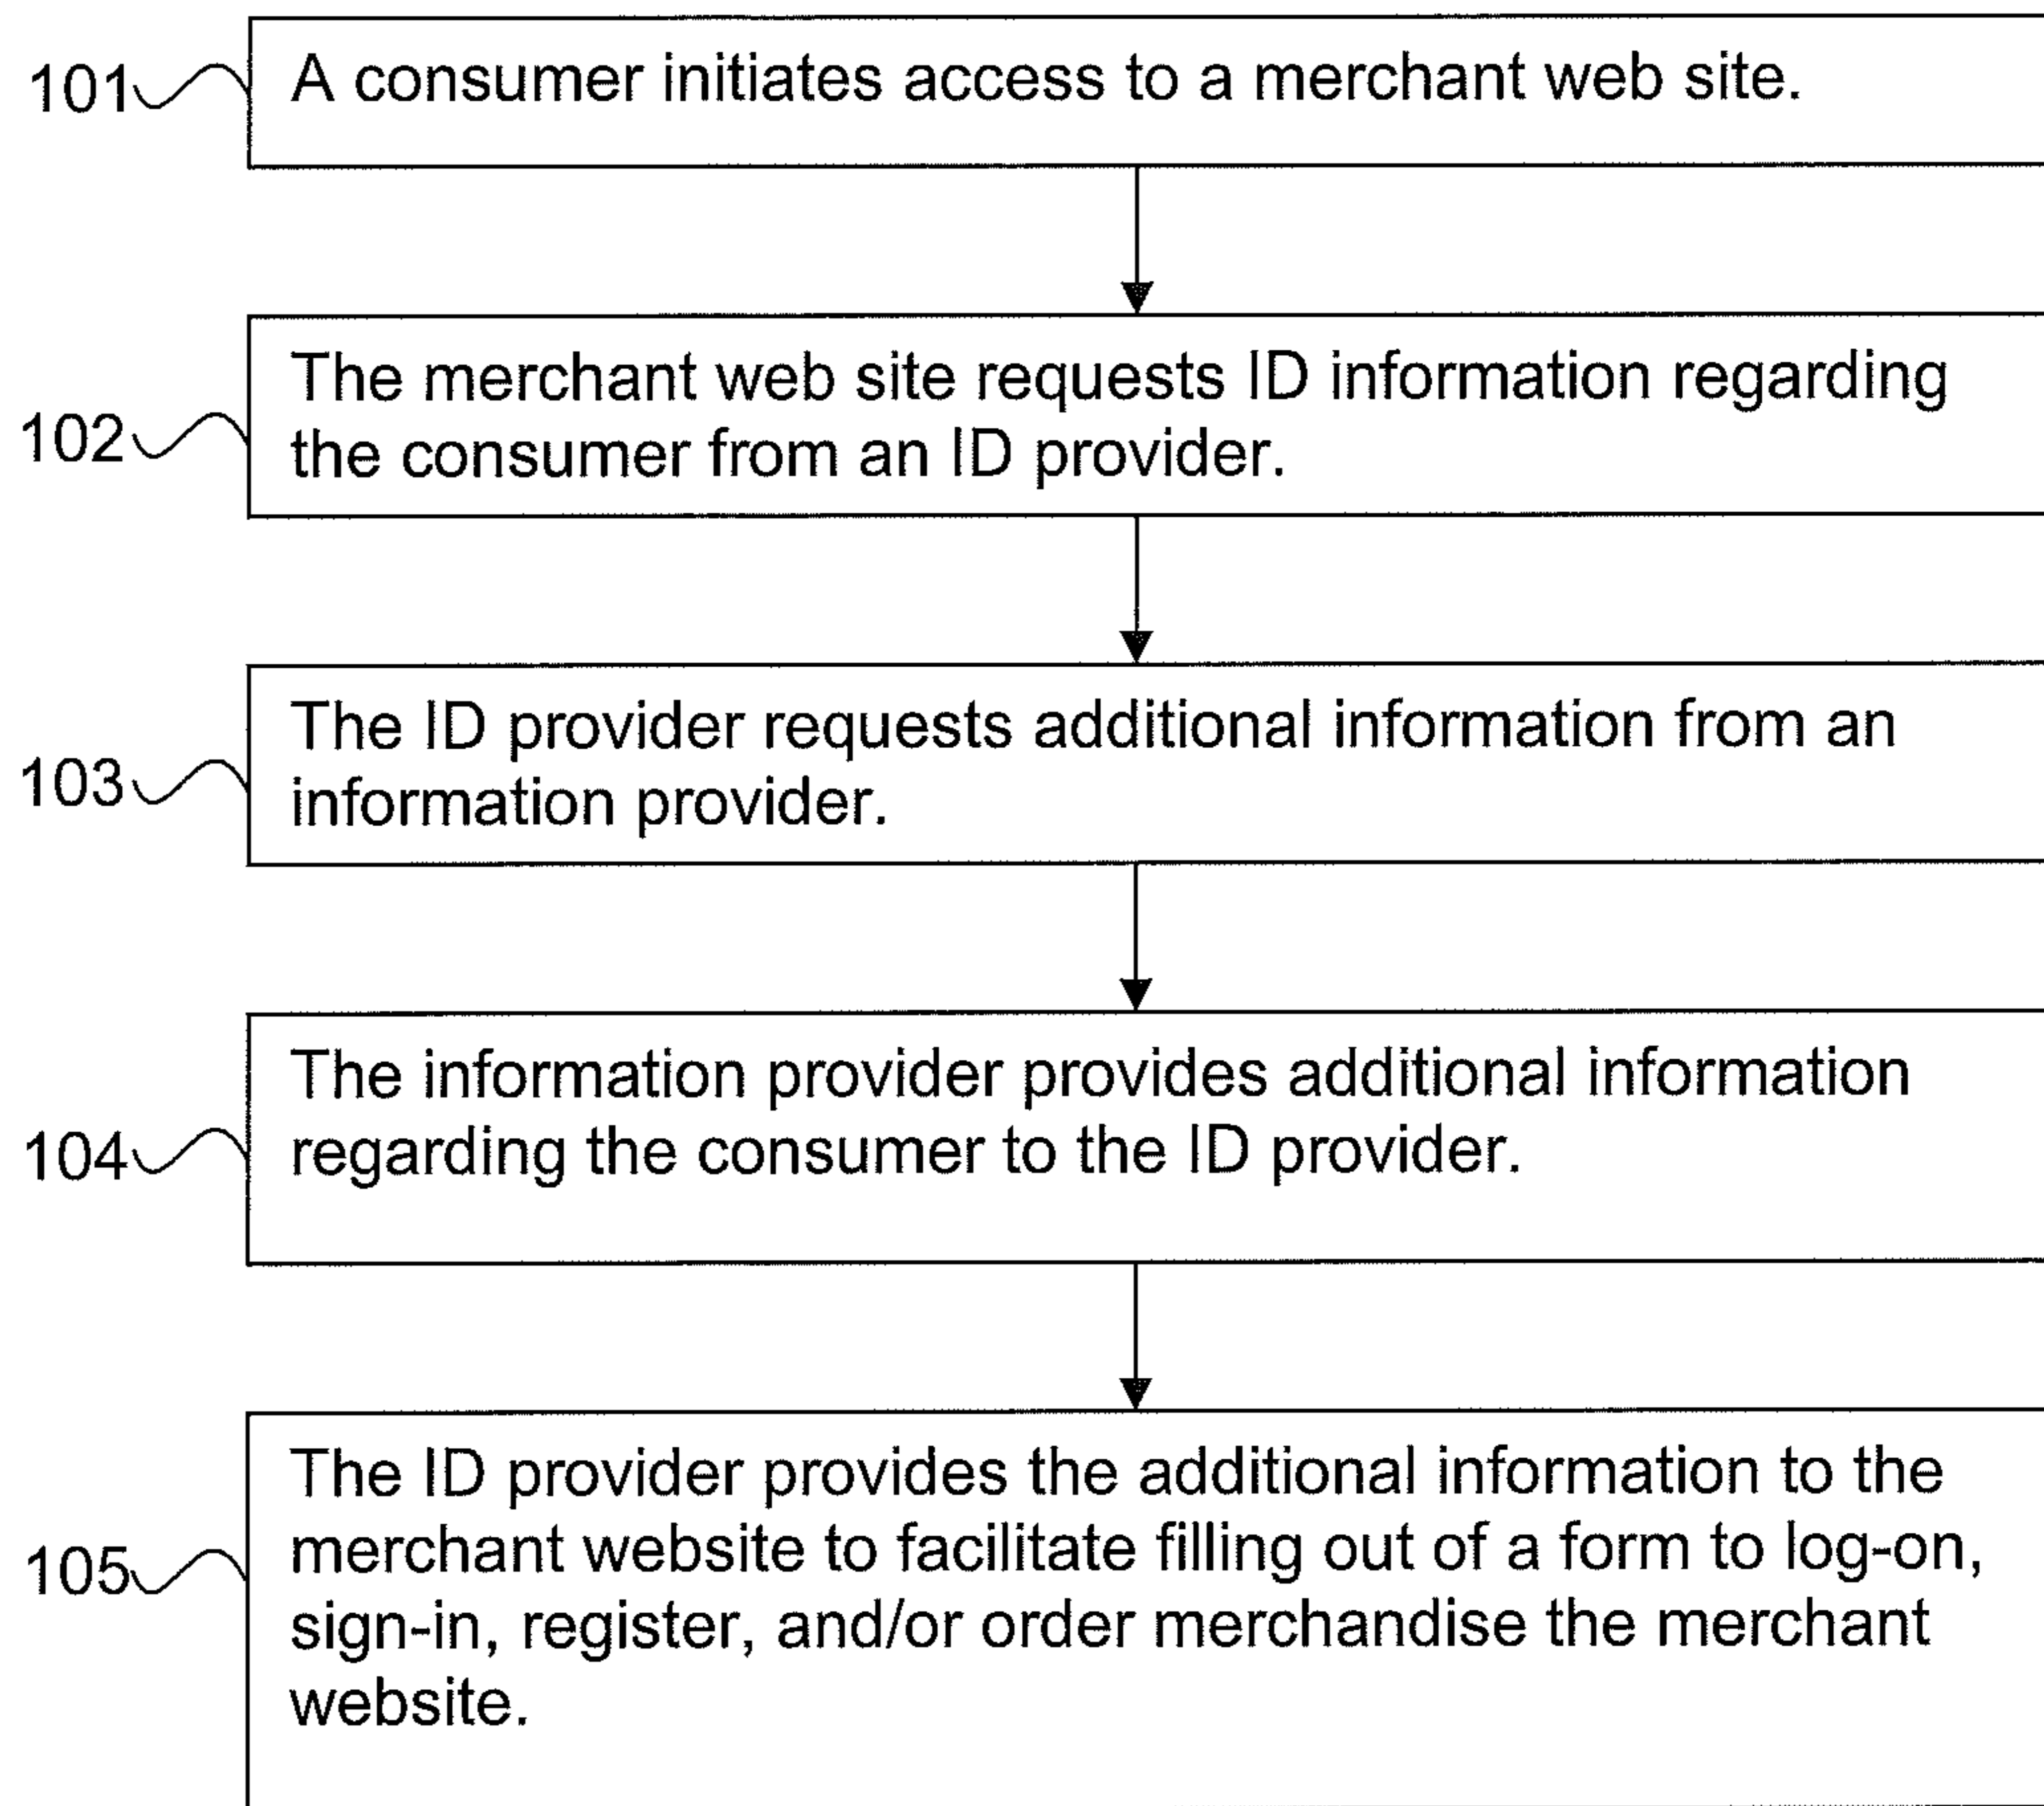 101
A consumer initiates access to a merchant web site.
102
The merchant web site requests ID information regarding
the consumer from an ID provider.
103
The ID provider requests additional information from an
information provider.
104
The information provider provides additional information
regarding the consumer to the ID provider.
105
The ID provider provides the additional information to the
merchant website to facilitate filling out of a form to log-on,
sign-in, register, and/or order merchandise the merchant
website.